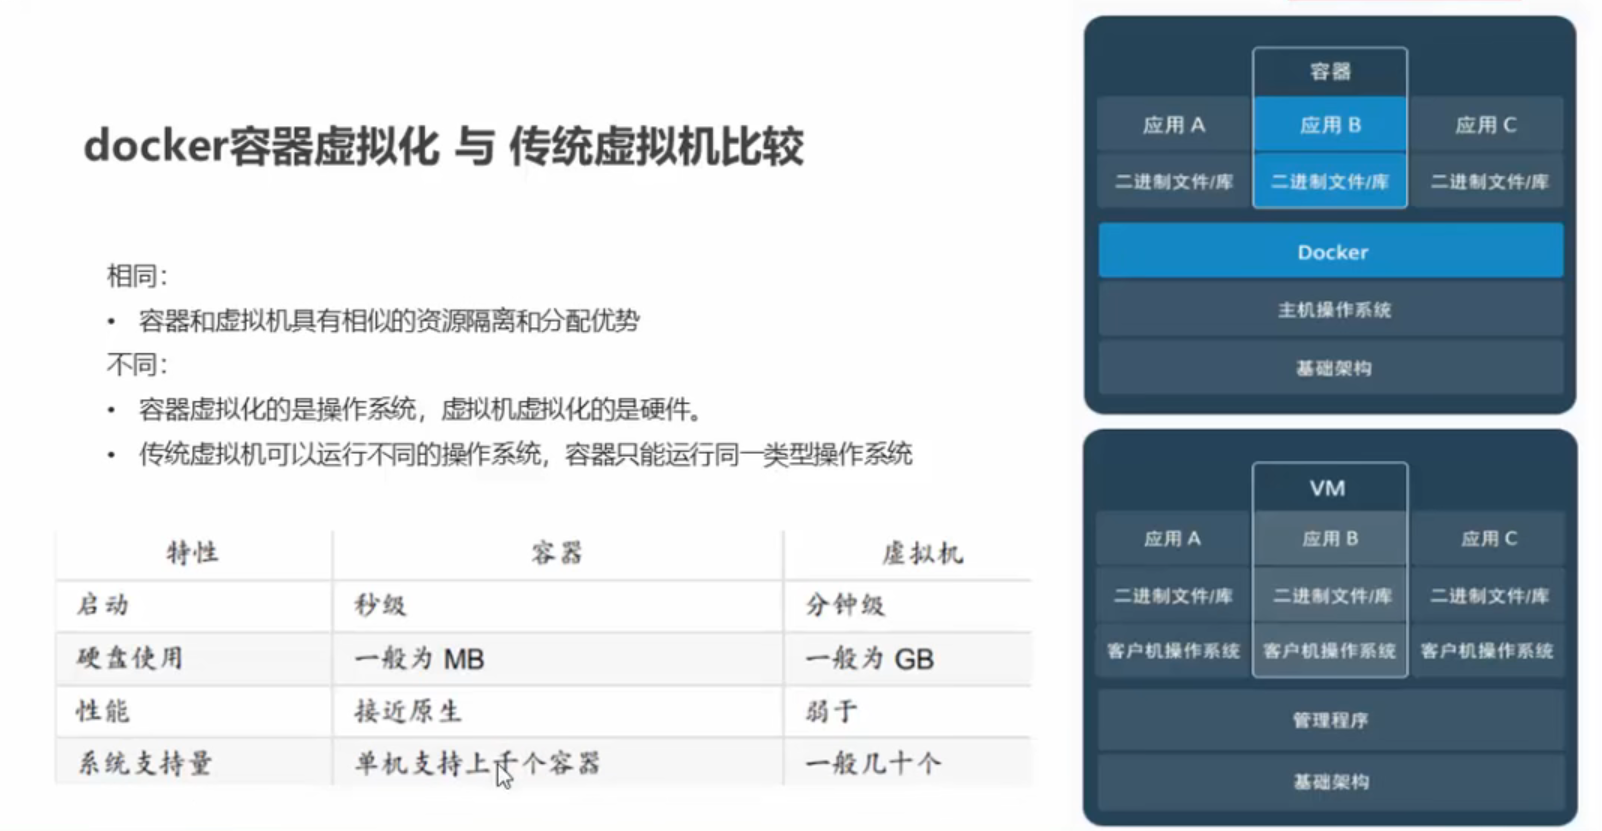 docker容器虚拟化 与 传统虚拟机比较
相同：
• 容器和虚拟机具有相似的资源隔离和分配优势
不同：
• 容器虚拟化的是操作系统，虚拟机虚拟化的是硬件。
• 传统虚拟机可以运行不同的操作系统，容器只能运行同一类型操作系统
特性 容器 虚拟机
启动 秒级 分钟级
硬盘使用 一般为 MB 一般为 GB
性能 接近原生 弱于
系统支持量 单机支持上千个容器 一般几十个
容器
应用 A 应用 B 应用 C
二进制文件/库 二进制文件/库 二进制文件/库
Docker
主机操作系统
基础架构
VM
应用 A 应用 B 应用 C
二进制文件/库 二进制文件/库 二进制文件/库
客户机操作系统 客户机操作系统 客户机操作系统
管理程序
基础架构